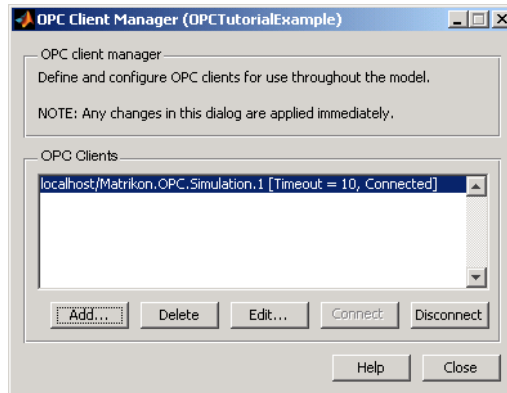 OPC Client Manager (OPCTutorialExample)
OPC client manager
Define and configure OPC clients for use throughout the model.
NOTE: Any changes in this dialog are applied immediately.
OPC Clients
localhost/Matrikon.OPC.Simulation.1 [Timeout = 10, Connected]
Add... Delete Edit... Connect Disconnect
Help Close